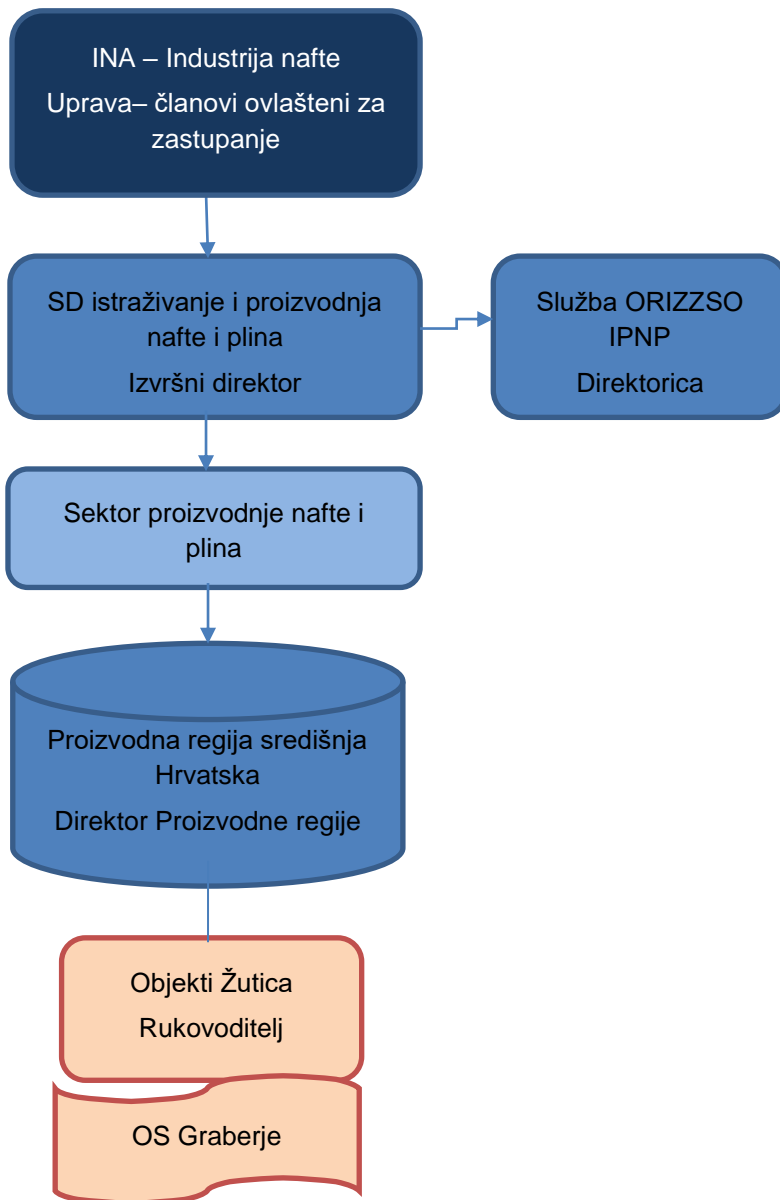 INA – Industrija nafte
Uprava– članovi ovlašteni za
zastupanje
SD istraživanje i proizvodnja
nafte i plina
Izvršni direktor
Služba ORIZZSO
IPNP
Direktorica
Sektor proizvodnje nafte i
plina
Proizvodna regija središnja
Hrvatska
Direktor Proizvodne regije
Objekti Žutica
Rukovoditelj
OS Graberje